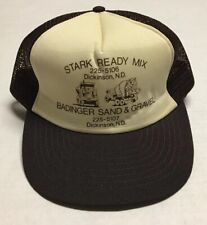 STARK READY MIX
225-5106
Dickinson, N.D.
BADINGER SAND & GRAVEL
225-5107
Dickinson, N.D.